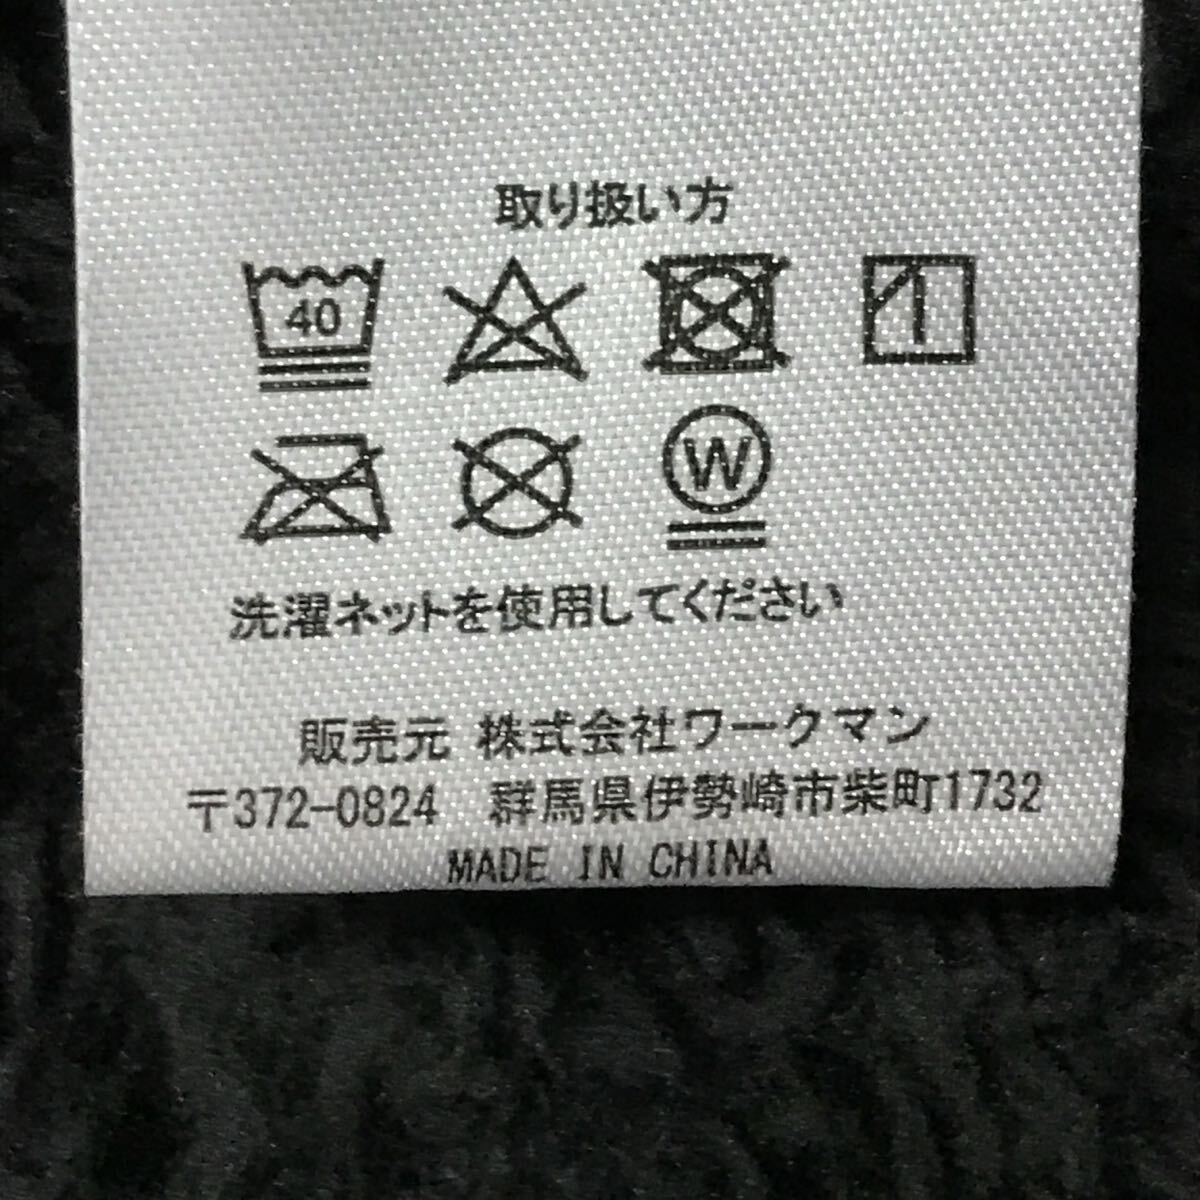 取り扱い方
40
W
洗濯ネットを使用してください
販売元 株式会社ワークマン
〒372-0824 群馬県伊勢崎市柴町1732
MADE IN CHINA